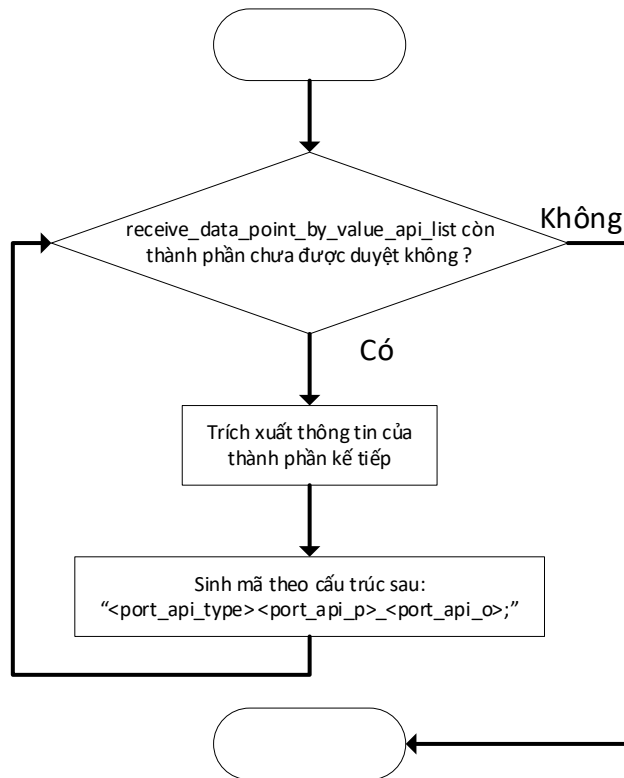 receive_data_point_by_value_api_list còn
thành phần chưa được duyệt không ?
Không
Có
Trích xuất thông tin của
thành phần kế tiếp
Sinh mã theo cấu trúc sau:
“<port_api_type><port_api_p>_<port_api_o>;”